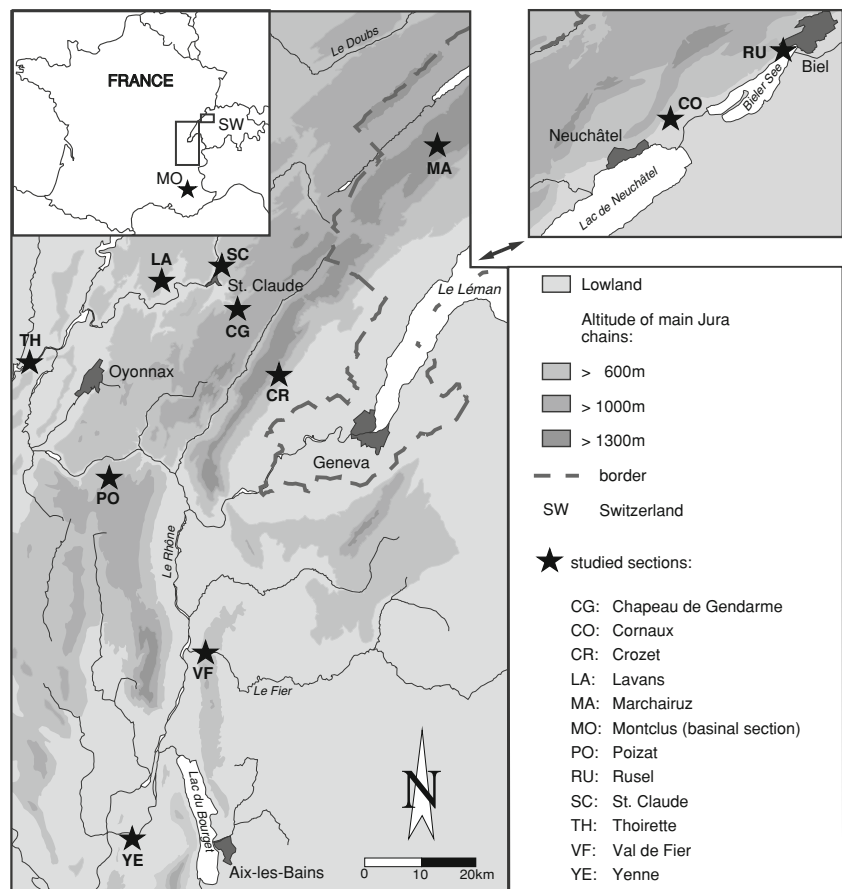 FRANCE
SW
MO
Le Doubs
MA
RU
Biel
Bieler See
CO
Neuchâtel
Lac de Neuchâtel
LA
SC
St. Claude
CG
TH
Oyonnax
CR
Le Léman
Geneva
PO
Le Rhône
VF
Le Fier
Lac du Bourget
YE
Aix-les-Bains
N
0 10 20km
Lowland
Altitude of main Jura
chains:
> 600m
> 1000m
> 1300m
border
SW Switzerland
studied sections:
CG: Chapeau de Gendarme
CO: Cornaux
CR: Crozet
LA: Lavans
MA: Marchairuz
MO: Montclus (basinal section)
PO: Poizat
RU: Rusel
SC: St. Claude
TH: Thoirette
VF: Val de Fier
YE: Yenne